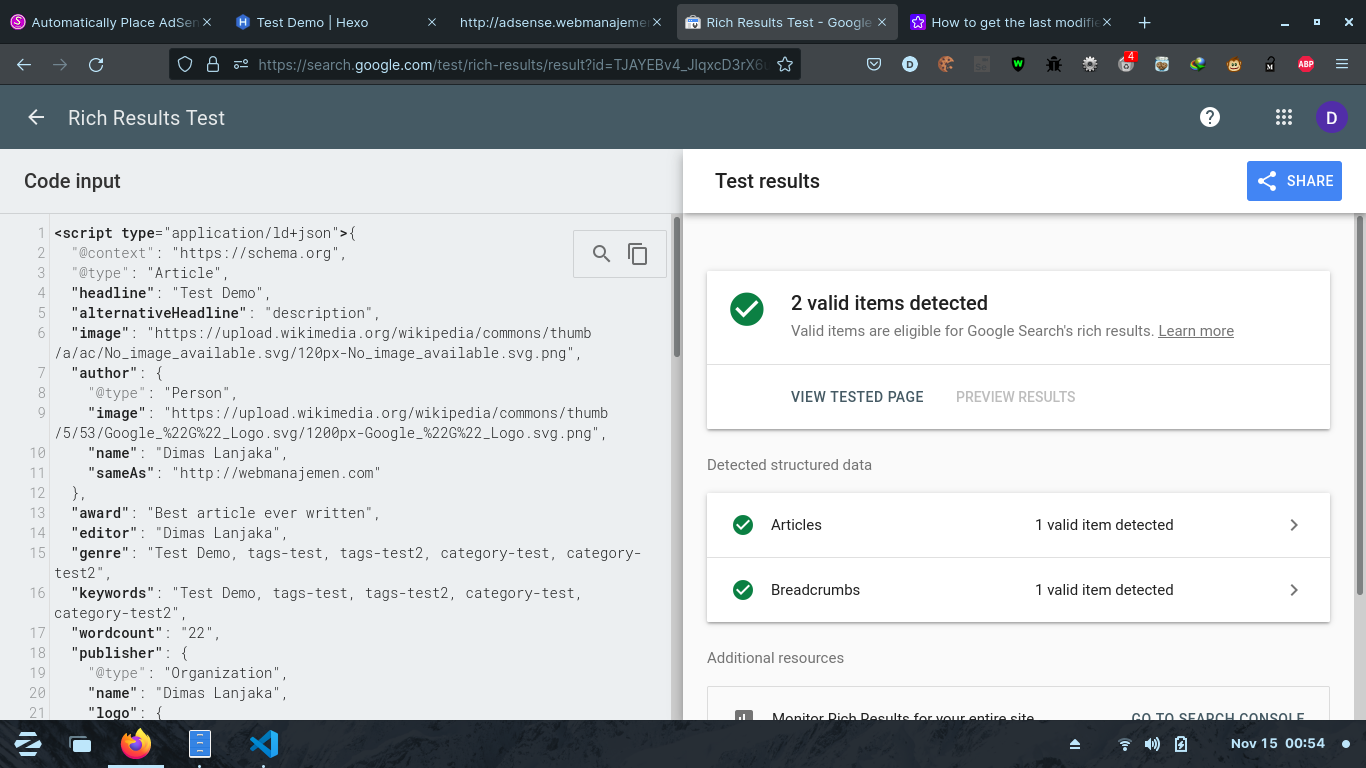 Automatically Place AdSen
Test Demo | Hexo
http://adsense.webmanajemen
Rich Results Test - Google
How to get the last modifie
https://search.google.com/test/rich-results/result?id=TJAYEBv4_JlqxcD3rX6
D
W
4
M
ABP
Rich Results Test
D
Code input
Test results
SHARE
1 <script type="application/ld+json">{
2 "@context": "https://schema.org",
3 "@type": "Article",
4 "headline": "Test Demo",
5 "alternativeHeadline": "description",
6 "image": "https://upload.wikimedia.org/wikipedia/commons/thumb
/a/ac/No_image_available.svg/120px-No_image_available.svg.png",
7 "author": {
8 "@type": "Person",
9 "image": "https://upload.wikimedia.org/wikipedia/commons/thumb
/5/53/Google_%22G%22_Logo.svg/1200px-Google_%22G%22_Logo.svg.png",
10 "name": "Dimas Lanjaka",
11 "sameAs": "http://webmanajemen.com"
12 },
13 "award": "Best article ever written",
14 "editor": "Dimas Lanjaka",
15 "genre": "Test Demo, tags-test, tags-test2, category-test, category-
test2",
16 "keywords": "Test Demo, tags-test, tags-test2, category-test,
category-test2",
17 "wordcount": "22",
18 "publisher": {
19 "@type": "Organization",
20 "name": "Dimas Lanjaka",
21 "logo": {
2 valid items detected
Valid items are eligible for Google Search's rich results. Learn more
VIEW TESTED PAGE
PREVIEW RESULTS
Detected structured data
Articles
1 valid item detected
Breadcrumbs
1 valid item detected
Additional resources
Monitor Rich Results for your entire site
GO TO SEARCH CONSOLE
Nov 15 00:54